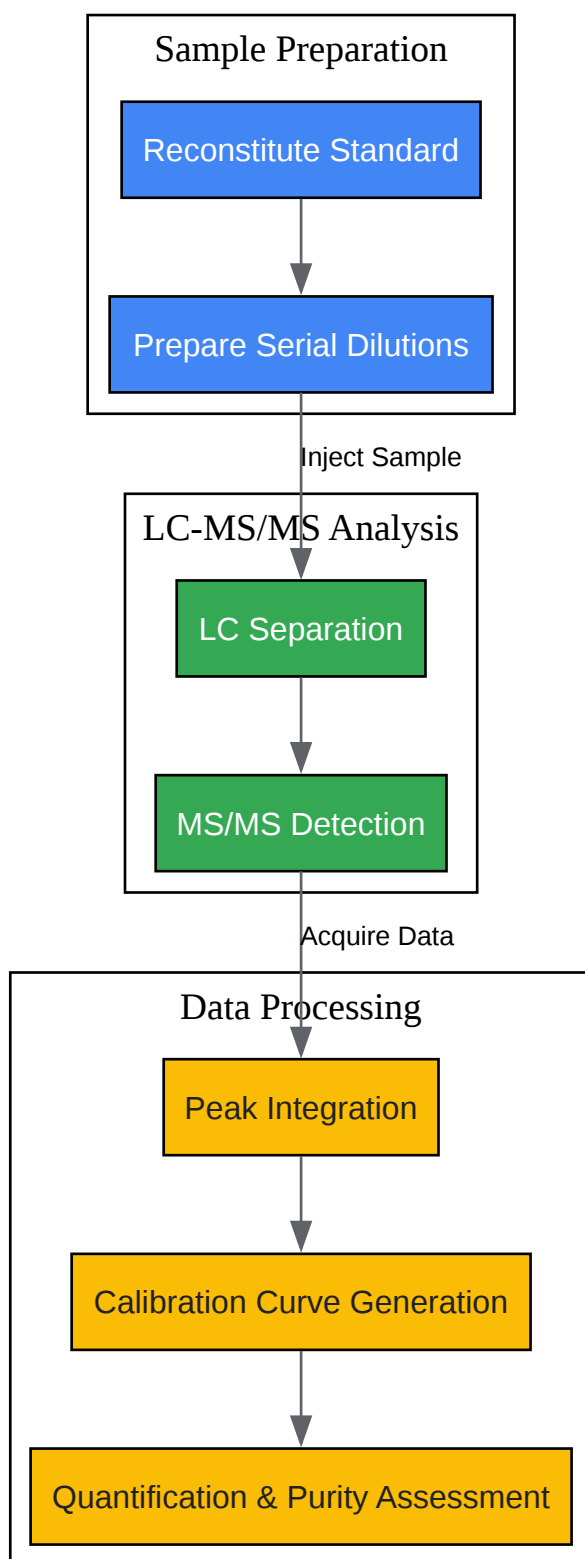 Sample Preparation
Reconstitute Standard
Prepare Serial Dilutions
Inject Sample
LC-MS/MS Analysis
LC Separation
MS/MS Detection
Acquire Data
Data Processing
Peak Integration
Calibration Curve Generation
Quantification & Purity Assessment